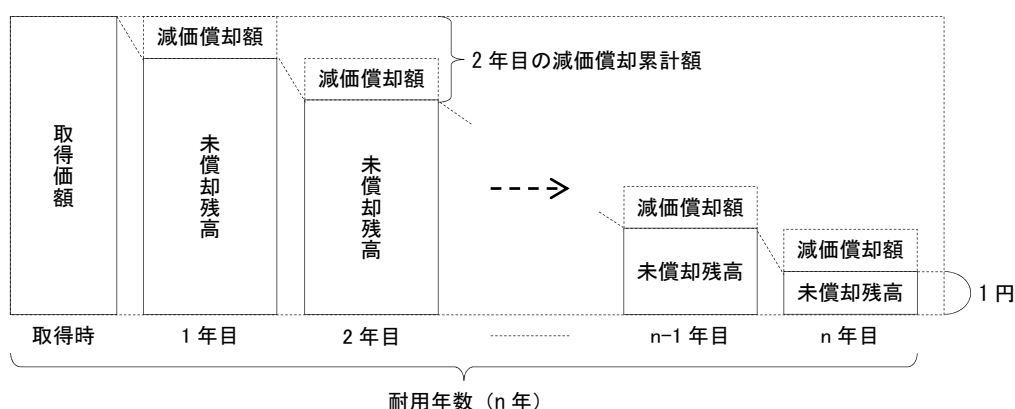 減価償却額
2年目の減価償却累計額
減価償却額
取得価額
未償却残高
未償却残高
減価償却額
未償却残高
減価償却額
未償却残高
1円
取得時
1年目
2年目
n-1年目
n年目
耐用年数（n年）